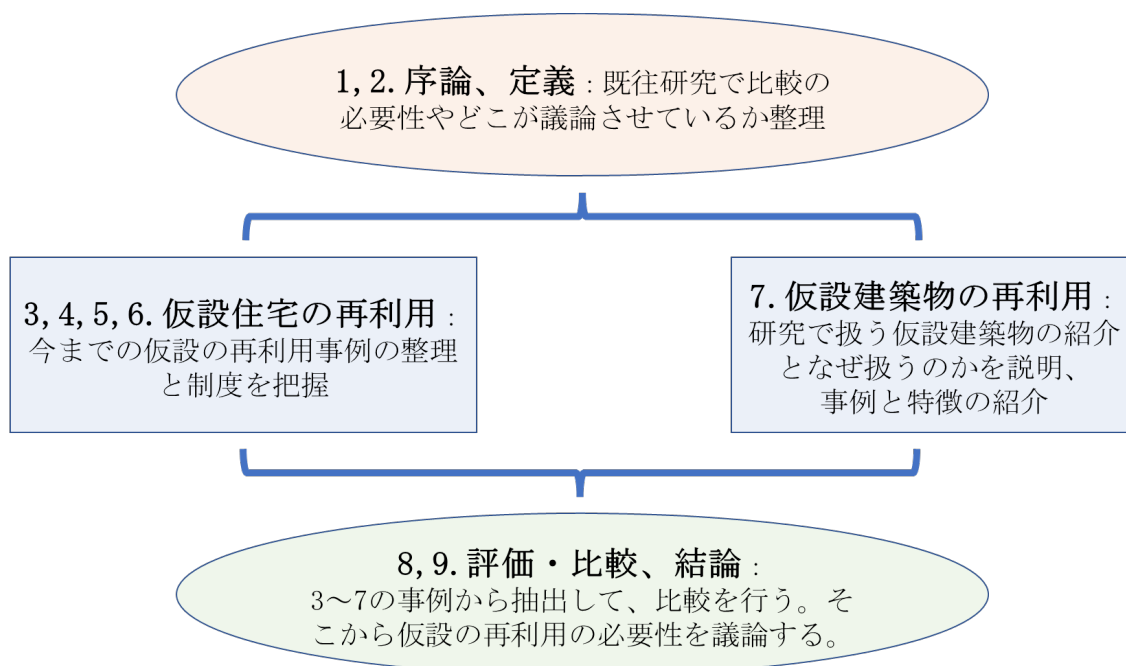 1,2.序論、定義：既往研究で比較の
必要性やどこが議論させているか整理
3,4,5,6.仮設住宅の再利用：
今までの仮設の再利用事例の整理
と制度を把握
7.仮設建築物の再利用：
研究で扱う仮設建築物の紹介
となぜ扱うのかを説明、
事例と特徴の紹介
8,9.評価・比較、結論：
3～7の事例から抽出して、比較を行う。そ
こから仮設の再利用の必要性を議論する。